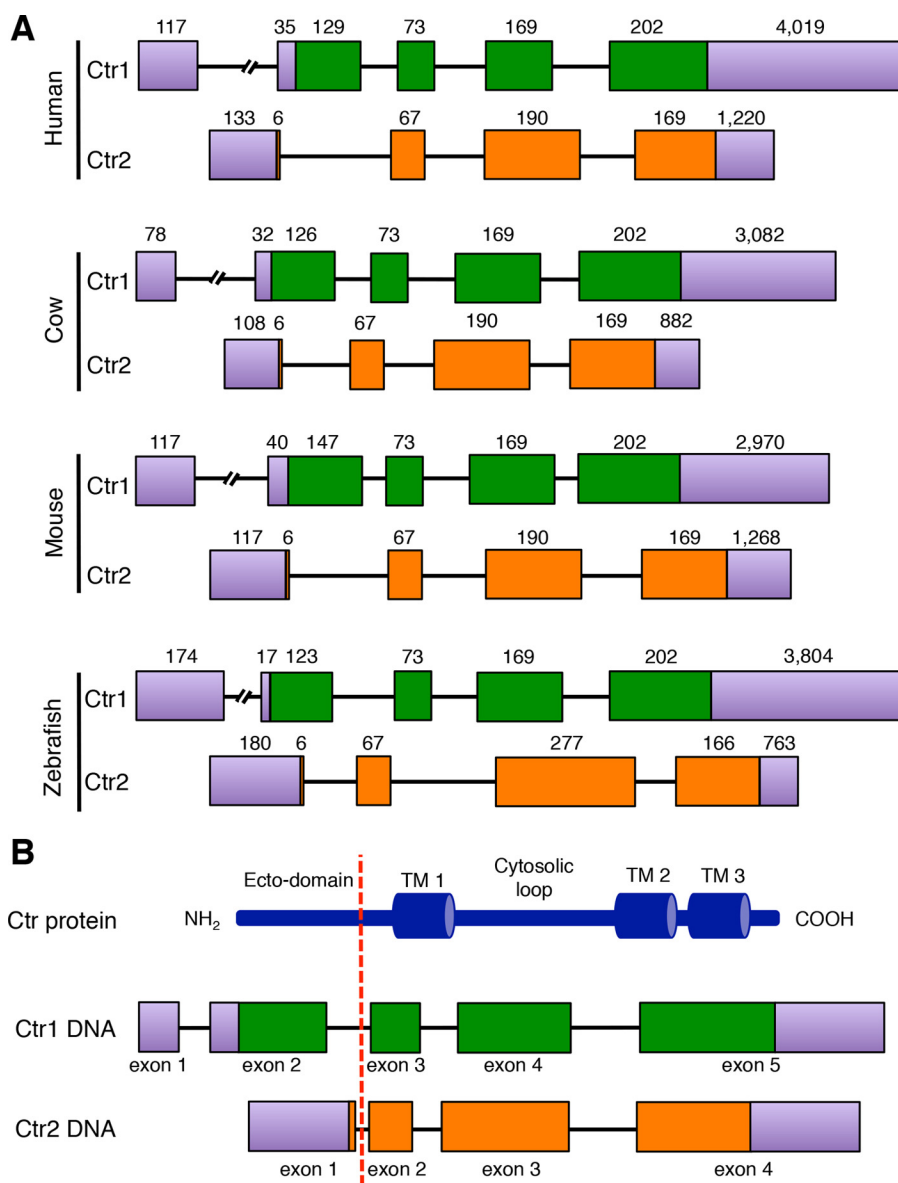 A
Human
117 35 129 73 169 202 4,019
Ctr1
133 6 67 190 169 1,220
Ctr2
Cow
78 32 126 73 169 202 3,082
Ctr1
108 6 67 190 169 882
Ctr2
Mouse
117 40 147 73 169 202 2,970
Ctr1
117 6 67 190 169 1,268
Ctr2
Zebrafish
174 17 123 73 169 202 3,804
Ctr1
180 6 67 277 166 763
Ctr2
B
Ecto-domain TM 1 Cytosolic loop TM 2 TM 3
Ctr protein NH2 COOH
Ctr1 DNA
exon 1 exon 2 exon 3 exon 4 exon 5
Ctr2 DNA
exon 1 exon 2 exon 3 exon 4